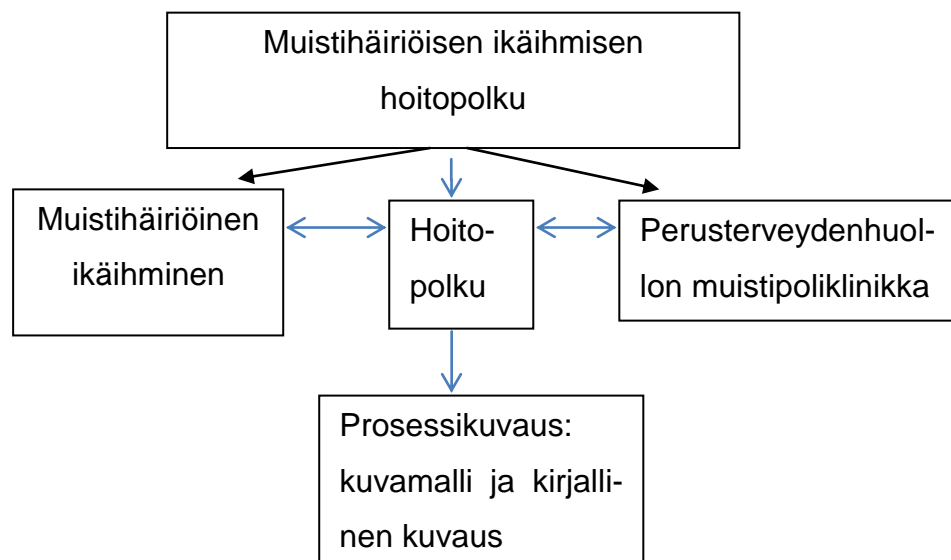 Muistihäiriöisen ikäihmisen
hoitopolku
Muistihäiriöinen
ikäihminen
Hoito-
polku
Perusterveydenhuol-
lon muistipoliklinikka
Prosessikuvaus:
kuvamalli ja kirjalli-
nen kuvaus